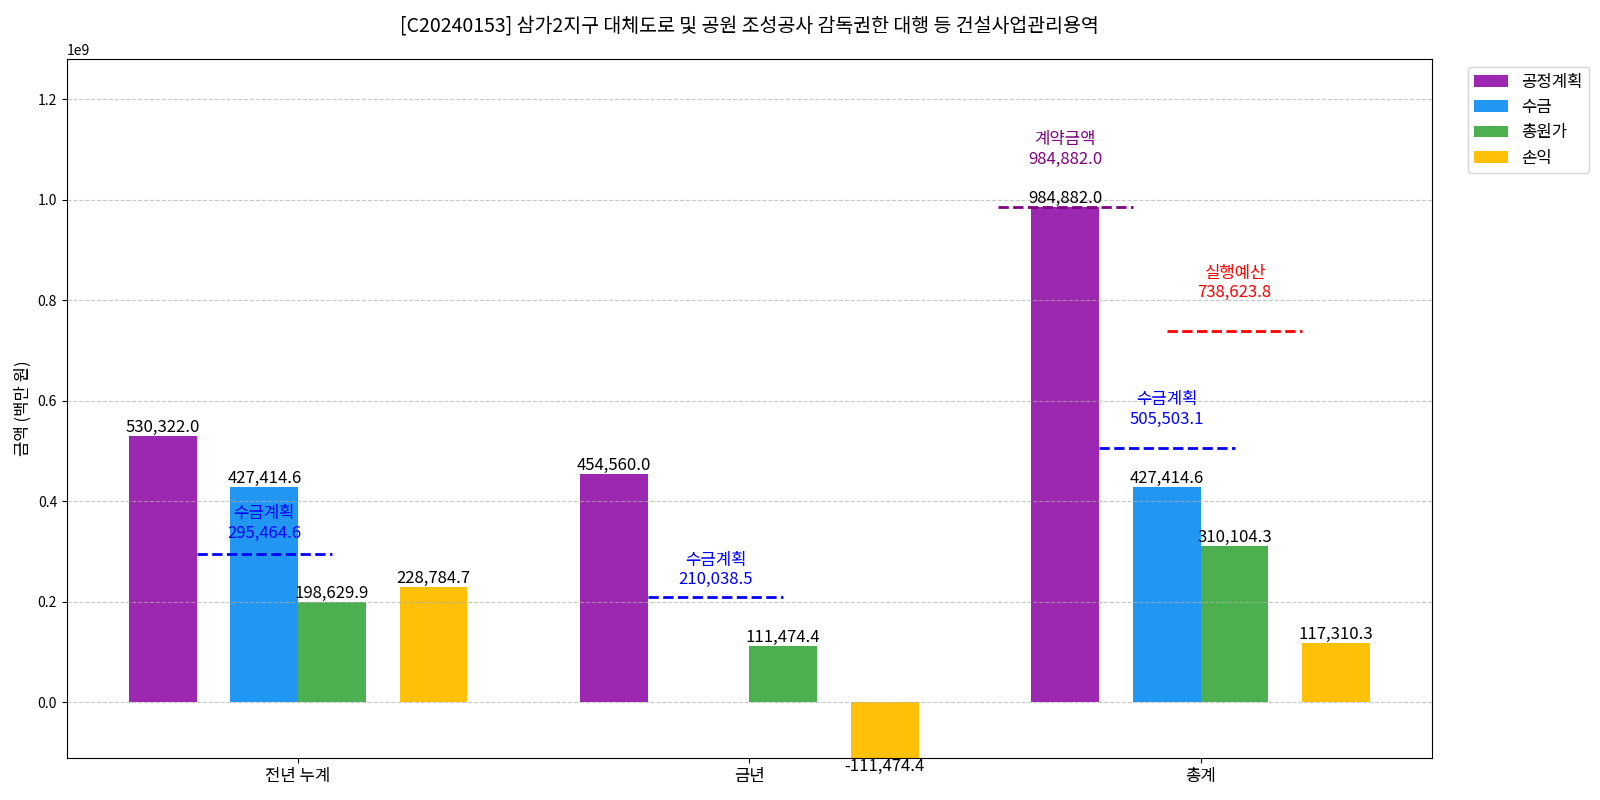 [C20240153] 삼가2지구 대체도로 및 공원 조성공사 감독권한 대행 등 건설사업관리용역
1e9
공정계획
수금
총원가
손익
1.2
1.0
0.8
0.6
0.4
0.2
0.0
금액 (백만 원)
530,322.0
427,414.6
수금계획
295,464.6
198,629.9
228,784.7
454,560.0
수금계획
210,038.5
111,474.4
-111,474.4
계약금액
984,882.0
984,882.0
실행예산
738,623.8
수금계획
505,503.1
427,414.6
310,104.3
117,310.3
전년 누계
금년
총계